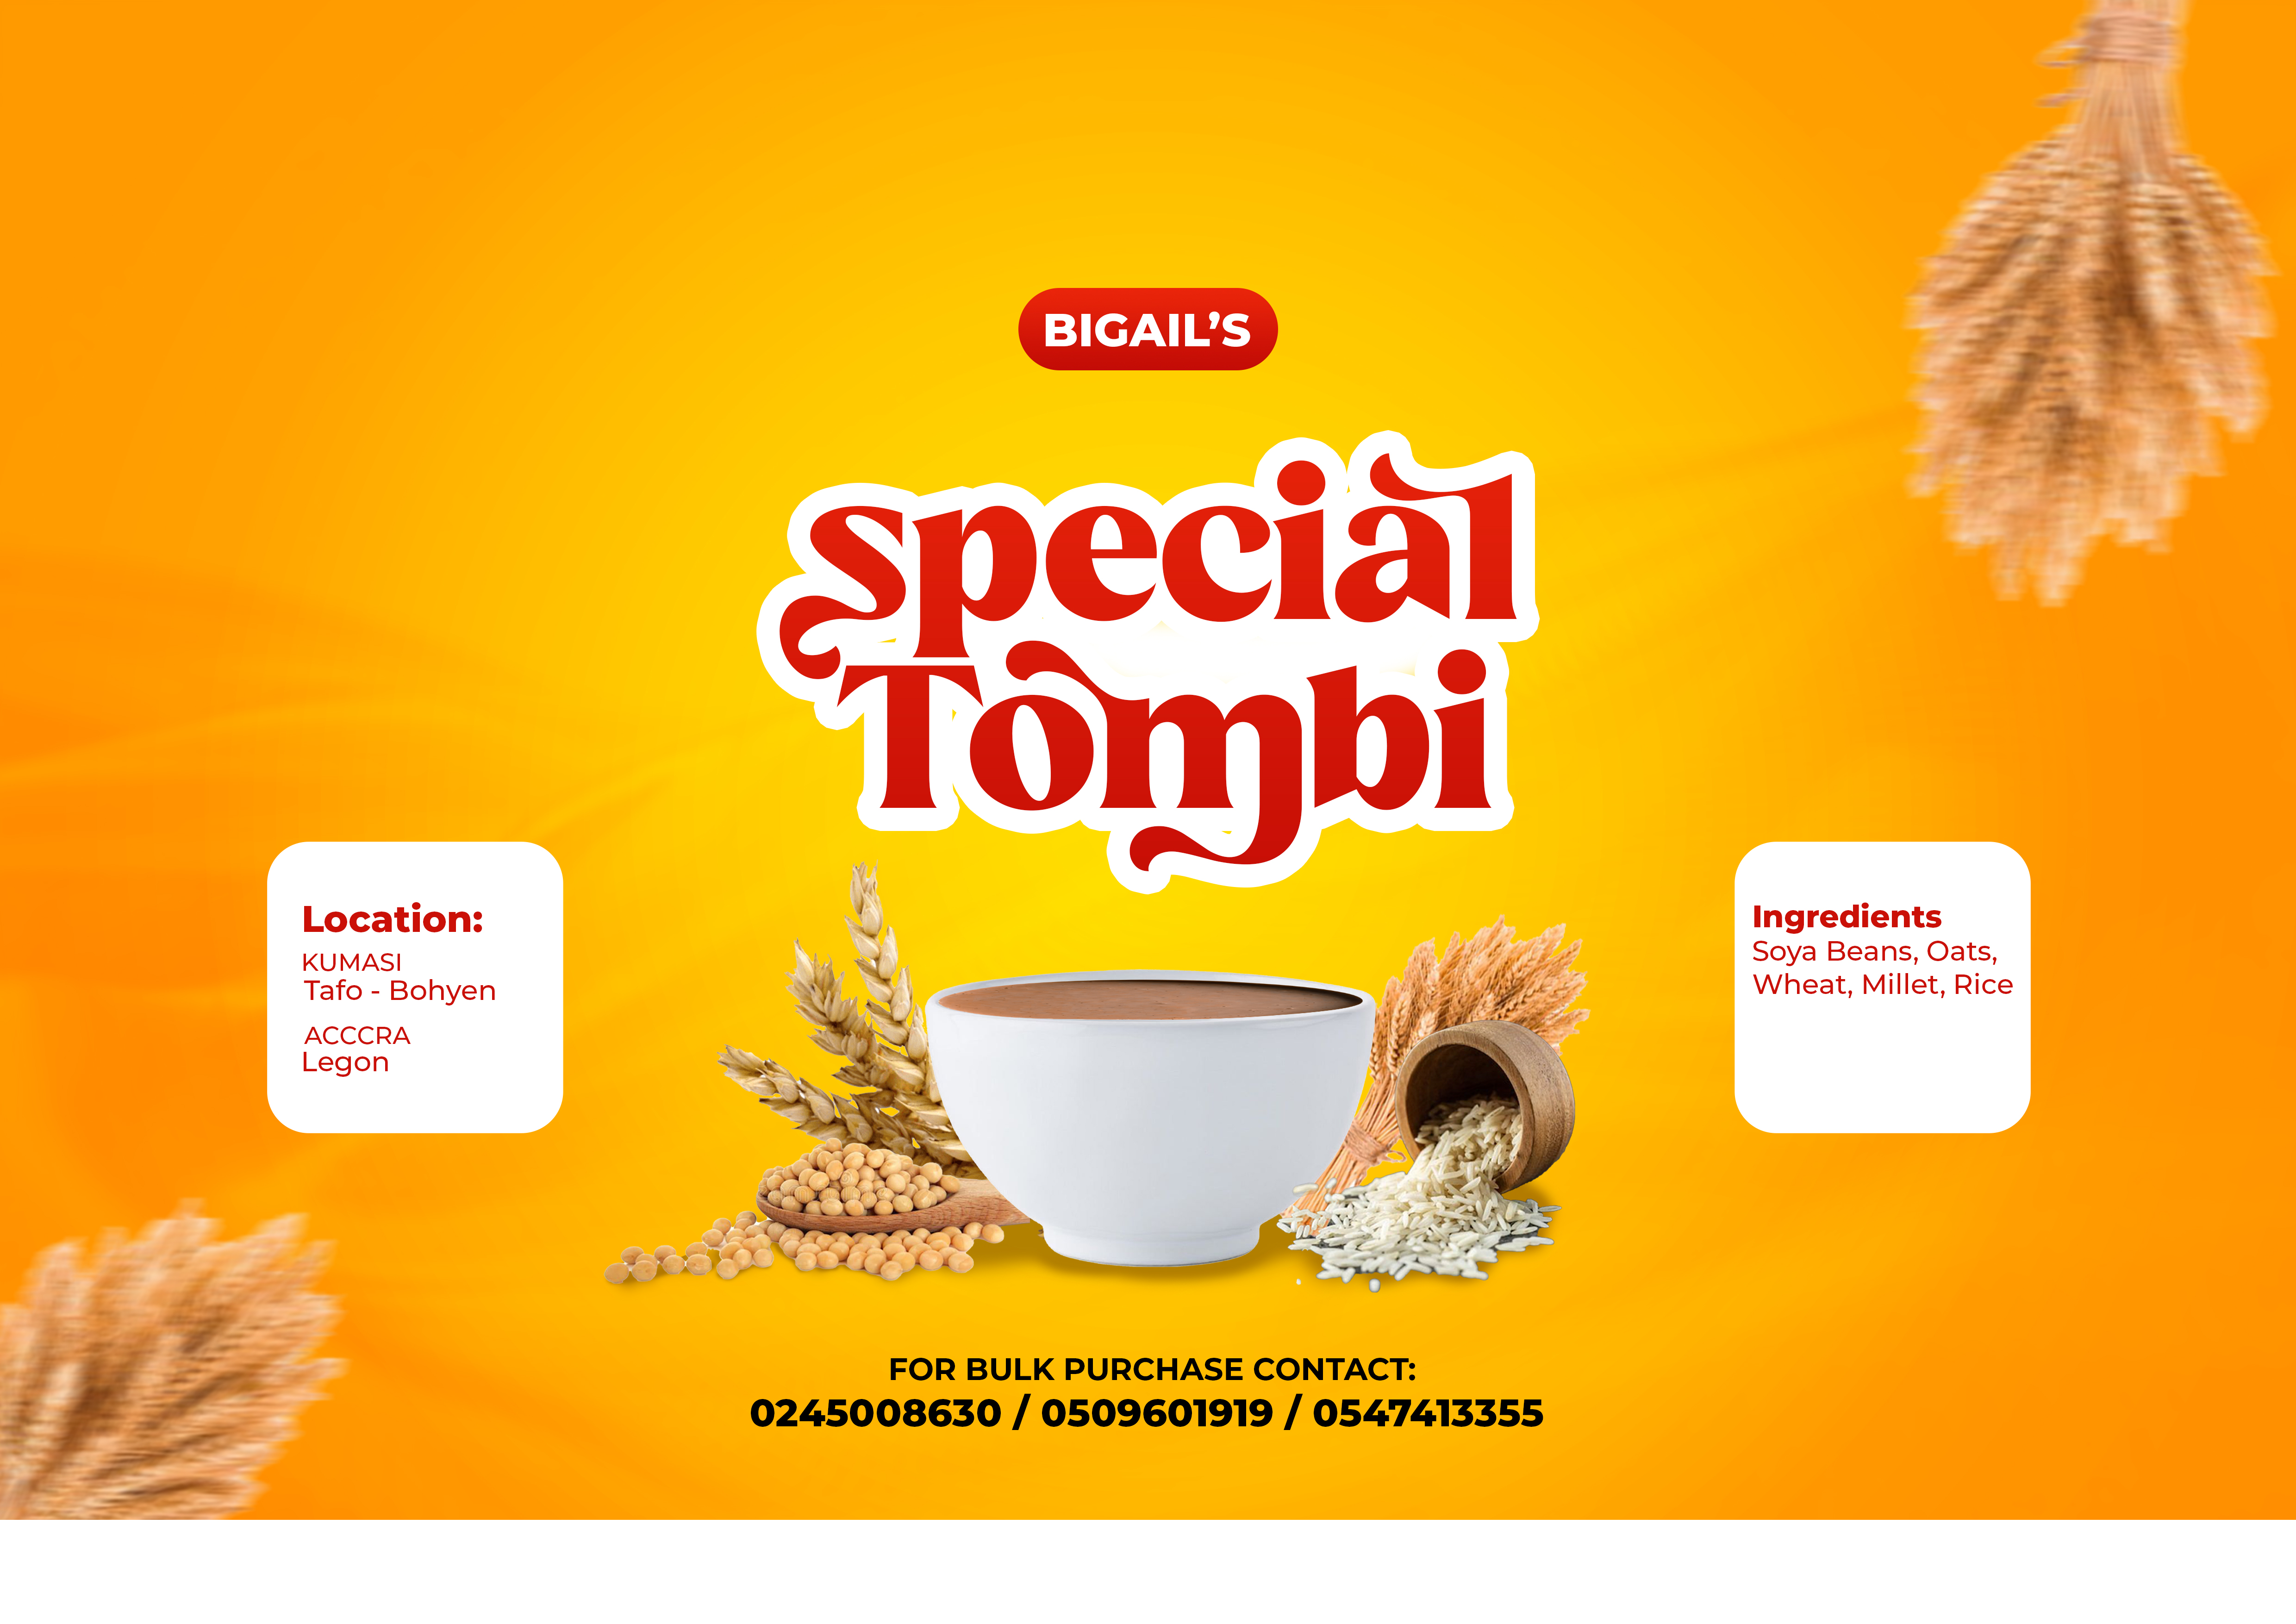 BIGAIL’S
Special
Tombi
Location:
KUMASI
Tafo - Bohyen
ACCCRA
Legon
Ingredients
Soya Beans, Oats,
Wheat, Millet, Rice
FOR BULK PURCHASE CONTACT:
0245008630 / 0509601919 / 0547413355